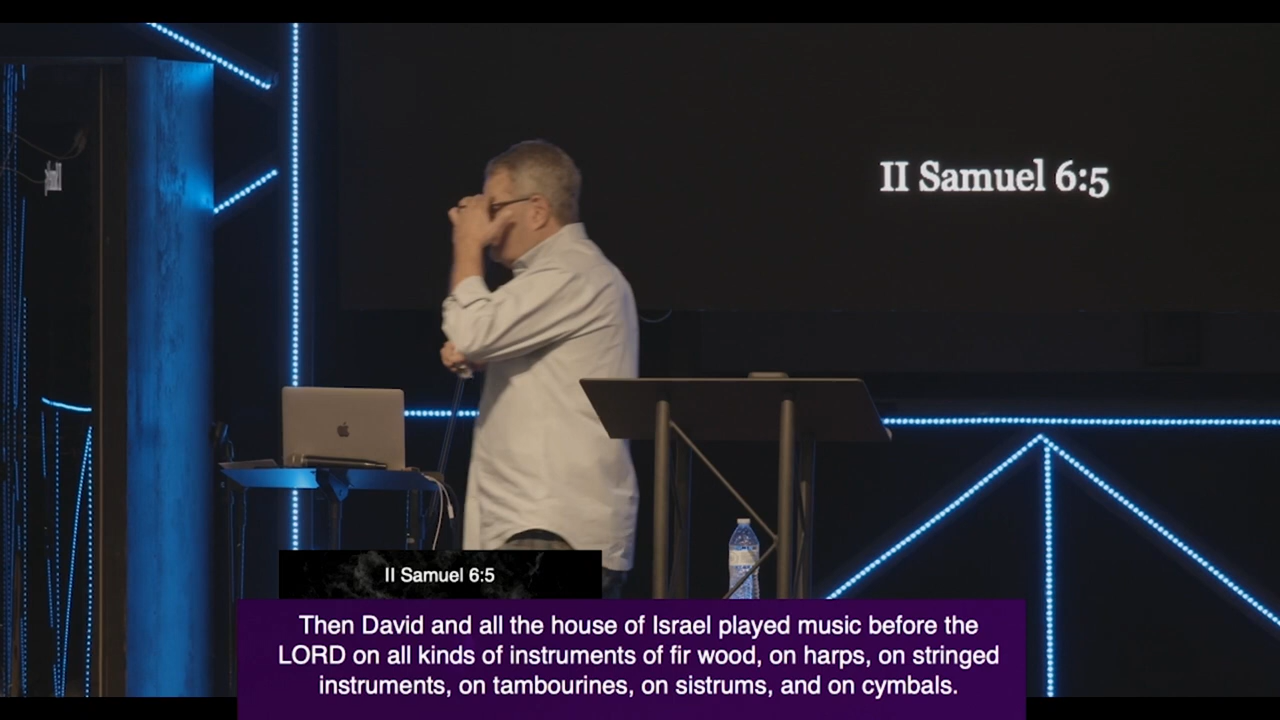 II Samuel 6:5
II Samuel 6:5
Then David and all the house of Israel played music before the
LORD on all kinds of instruments of fir wood, on harps, on stringed
instruments, on tambourines, on sistrums, and on cymbals.